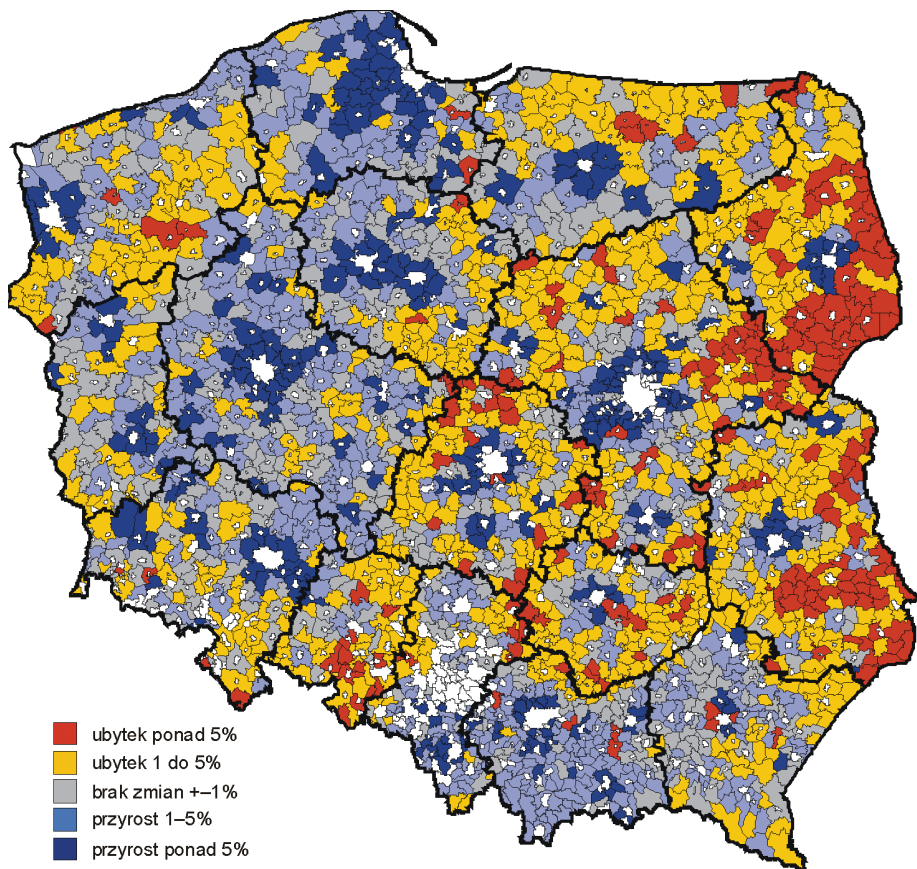 ubytek ponad 5%
ubytek 1 do 5%
brak zmian +–1%
przyrost 1–5%
przyrost ponad 5%